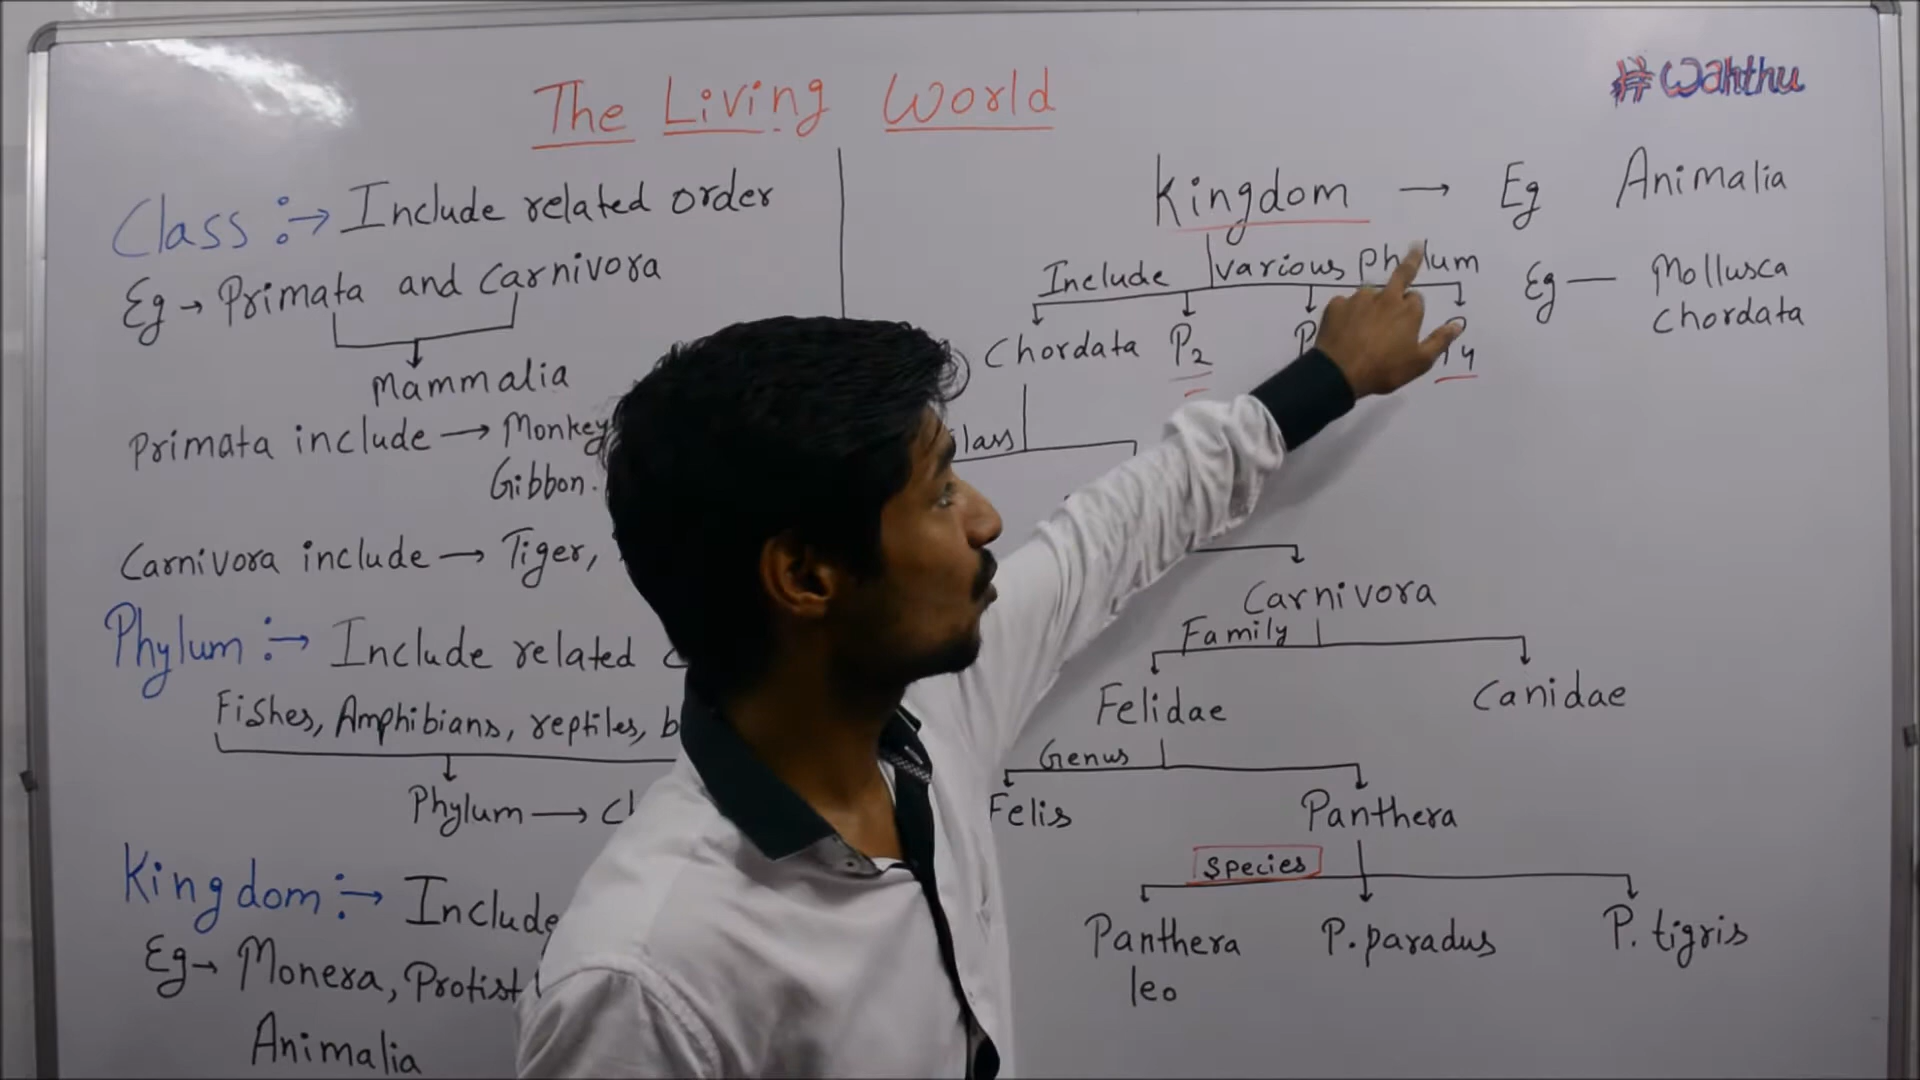 The Living World
#Wahthu
Class :→ Include related order
Eg → Primata and Carnivora
Mammalia
Primata include → Monkey
Gibbon.
Carnivora include → Tiger,
Phylum :→ Include related
Fishes, Amphibians, reptiles,
Phylum →
Kingdom :→ Include
Eg → Monera, Protist
Animalia
Kingdom → Eg Animalia
Include various Phylum Eg — Mollusca
Chordata
Chordata P2 P4
Carnivora
Family
Felidae Canidae
Genus
Felis Panthera
Species
Panthera leo P. paradus P. tigris